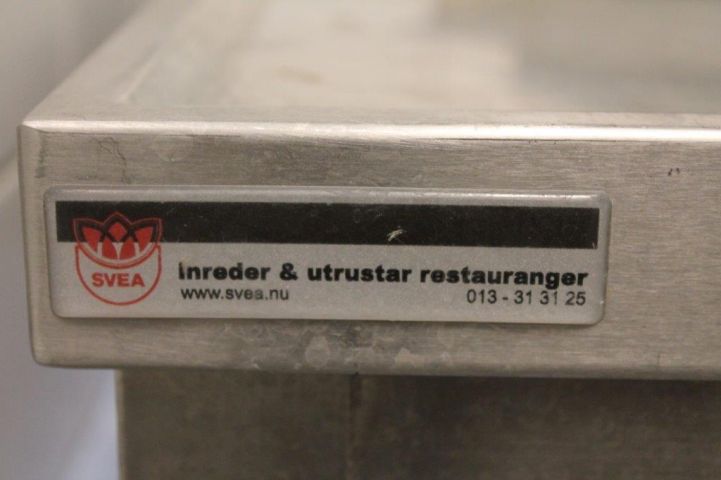 SVEA
inreder & utrustar restauranger
www.svea.nu 013 - 31 31 25